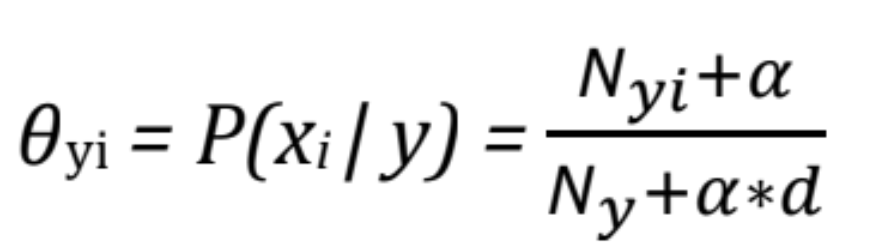 θyi = P(xi | y) = (Nyi+α)/(Ny+α*d)